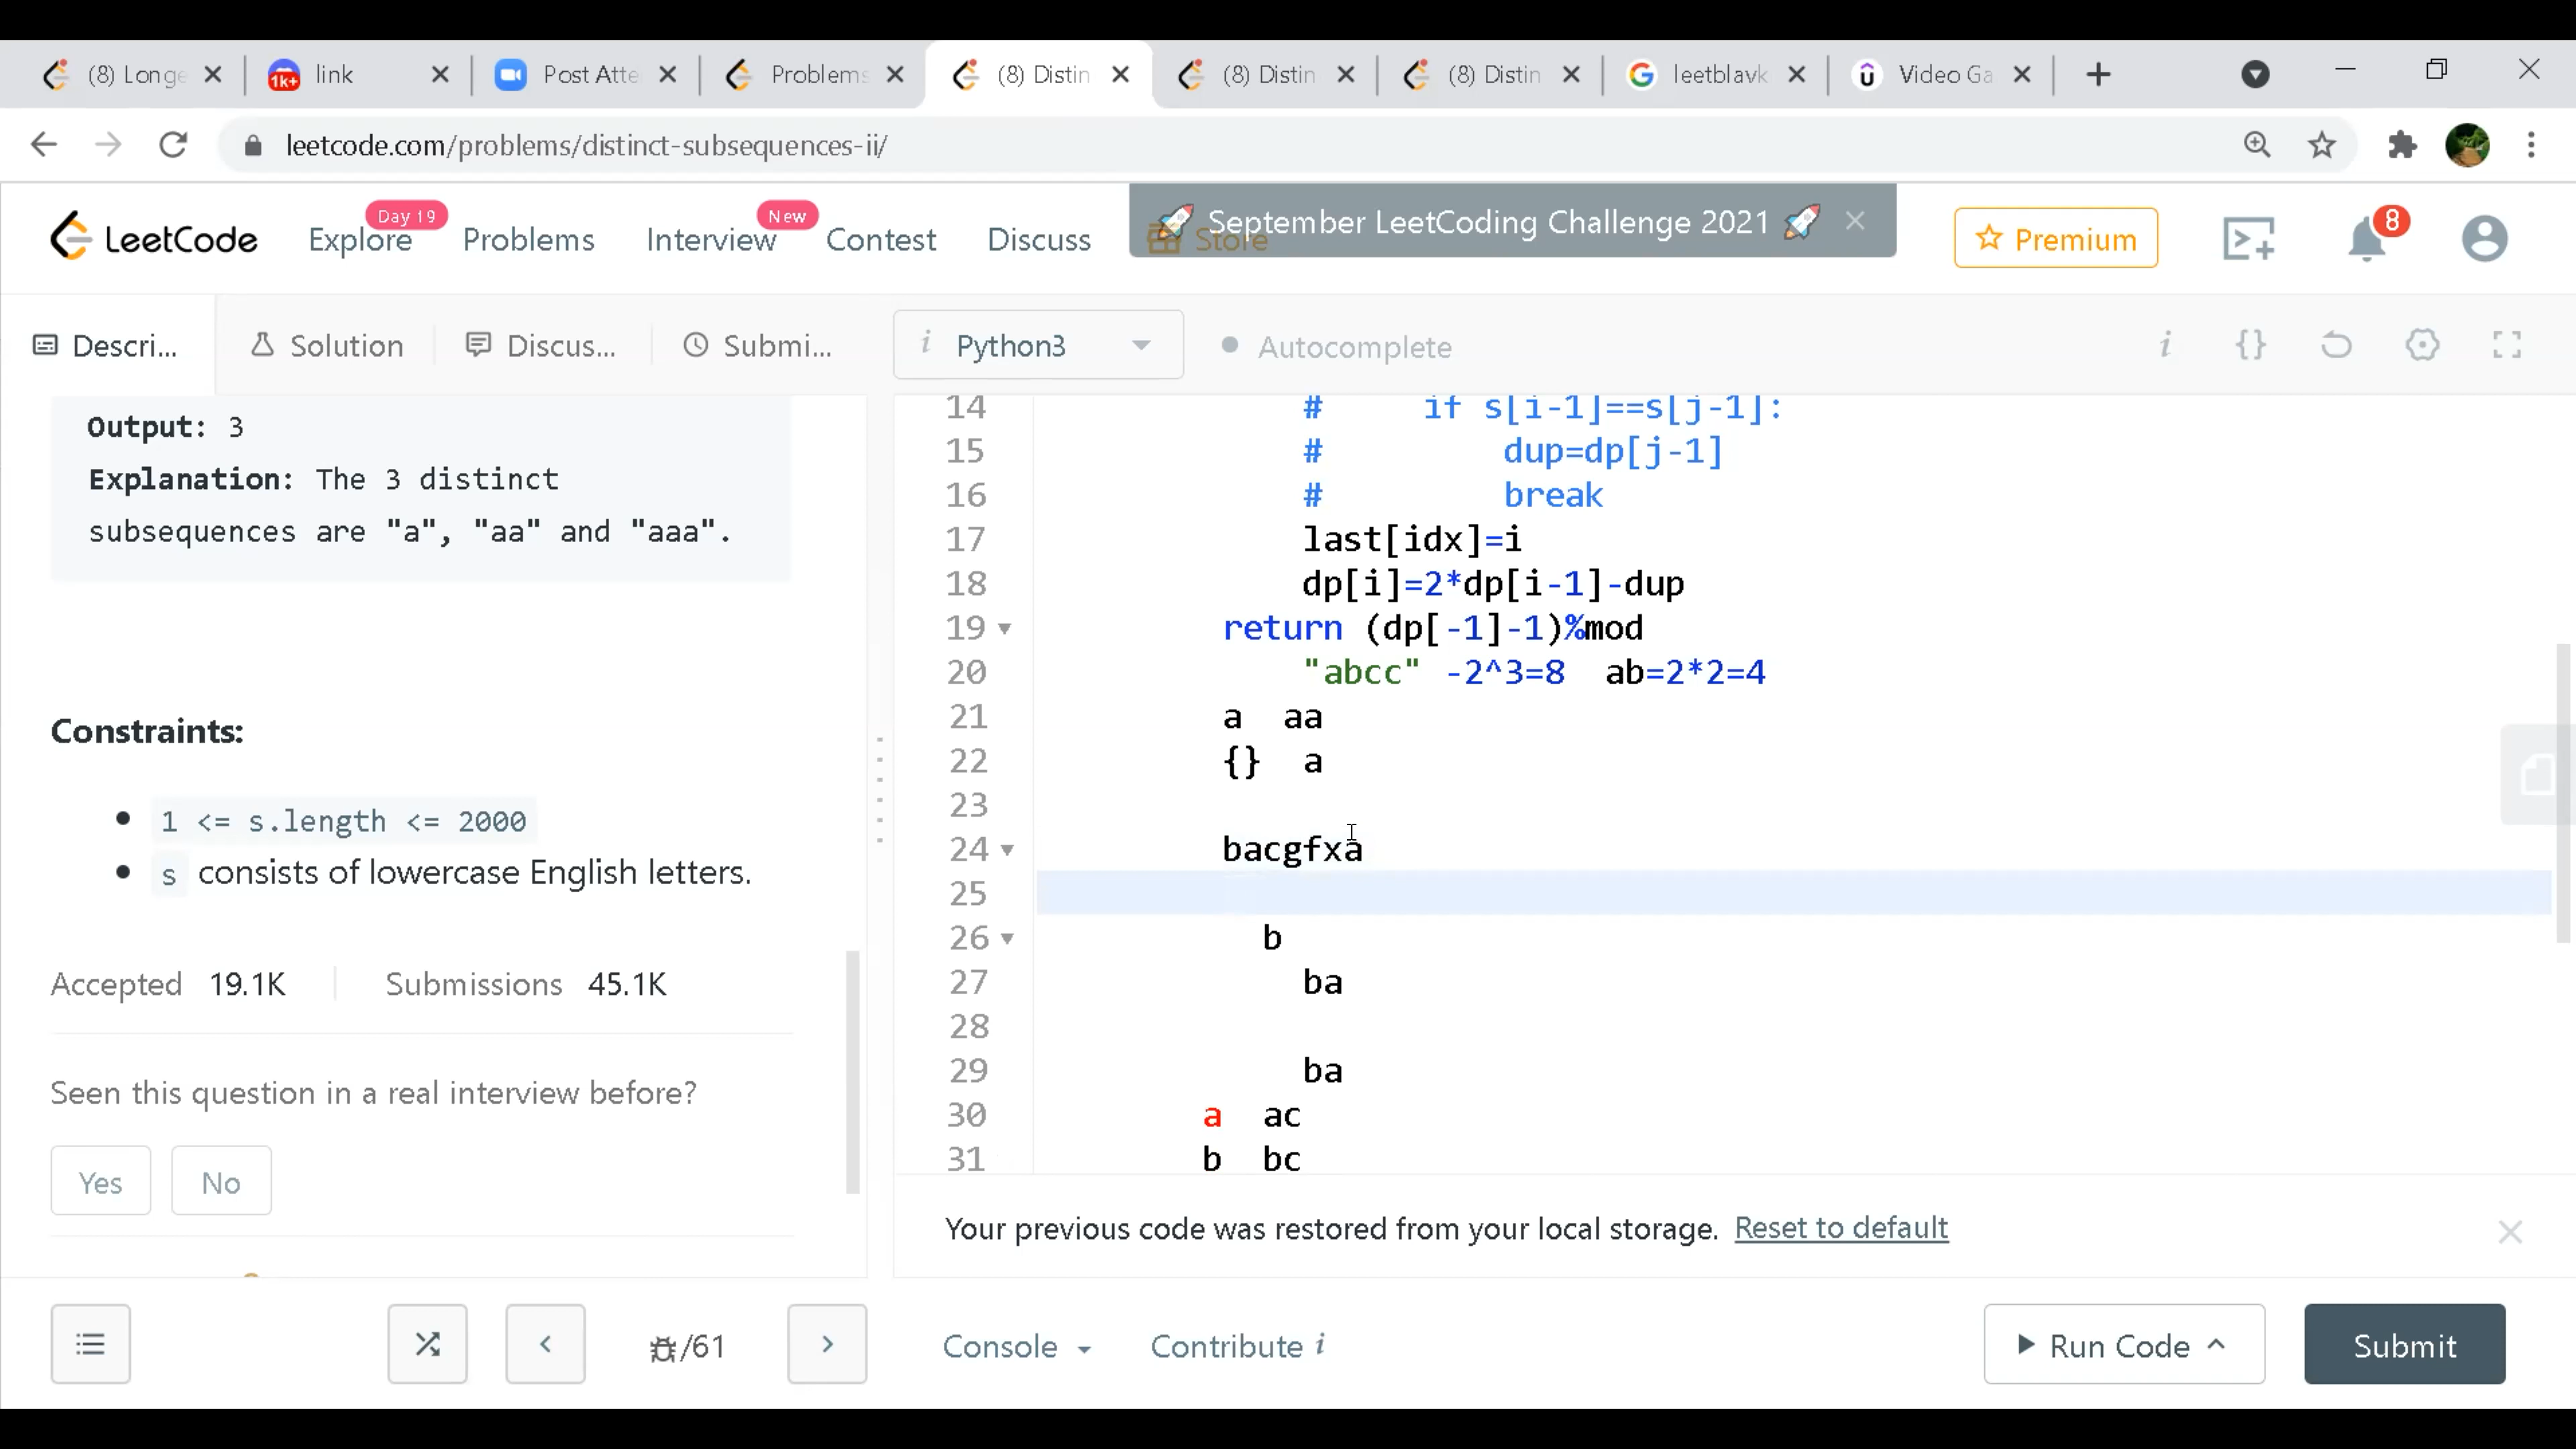 (8) Longe
1k+ link
Post Atte
Problems
(8) Distin
(8) Distin
(8) Distin
leetblavk
Video Ga
leetcode.com/problems/distinct-subsequences-ii/
LeetCode
Explore
Day 19
Problems
Interview
New
Contest
Discuss
Store
🚀 September LeetCoding Challenge 2021 🚀
Premium
8
Descri...
Solution
Discus...
Submi...
i Python3
Autocomplete
Output: 3
Explanation: The 3 distinct
subsequences are "a", "aa" and "aaa".
Constraints:
1 <= s.length <= 2000
s consists of lowercase English letters.
Accepted 19.1K
Submissions 45.1K
Seen this question in a real interview before?
Yes
No
14 # if s[i-1]==s[j-1]:
15 # dup=dp[j-1]
16 # break
17 last[idx]=i
18 dp[i]=2*dp[i-1]-dup
19 return (dp[-1]-1)%mod
20 "abcc" -2^3=8 ab=2*2=4
21 a aa
22 {} a
23
24 bacgfxa
25
26 b
27 ba
28
29 ba
30 a ac
31 b bc
Your previous code was restored from your local storage. Reset to default
/61
Console
Contribute i
Run Code
Submit